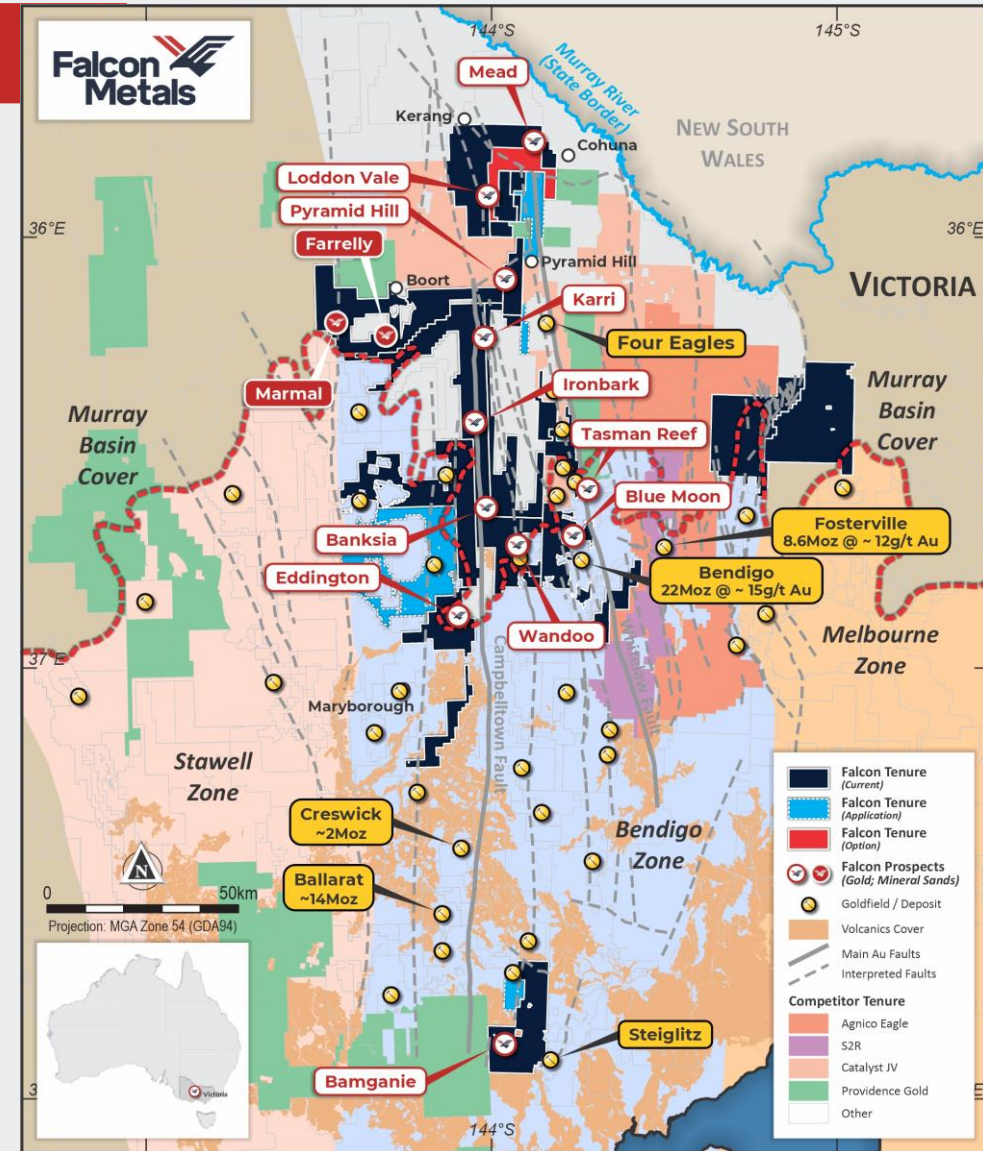 Falcon
Metals
144°S
145°S
Mead
Murray River
(State Border)
Kerang
Cohuna
NEW SOUTH
WALES
Loddon Vale
Pyramid Hill
36°E
36°E
Farrelly
Pyramid Hill
Boort
VICTORIA
Karri
Four Eagles
Marmal
Ironbark
Murray
Basin
Cover
Murray
Basin
Cover
Tasman Reef
Blue Moon
Banksia
Fosterville
8.6Moz @ ~ 12g/t Au
Bendigo
22Moz @ ~ 15g/t Au
Eddington
Wandoo
Melbourne
Zone
37°E
Campbelltown Fault
Whitelaw Fault
Maryborough
Stawell
Zone
Creswick
~2Moz
Bendigo
Zone
Ballarat
~14Moz
N
0 50km
Projection: MGA Zone 54 (GDA94)
Victoria
Steiglitz
Bamganie
144°S
Falcon Tenure
(Current)
Falcon Tenure
(Application)
Falcon Tenure
(Option)
Falcon Prospects
(Gold; Mineral Sands)
Goldfield / Deposit
Volcanics Cover
Main Au Faults
Interpreted Faults
Competitor Tenure
Agnico Eagle
S2R
Catalyst JV
Providence Gold
Other